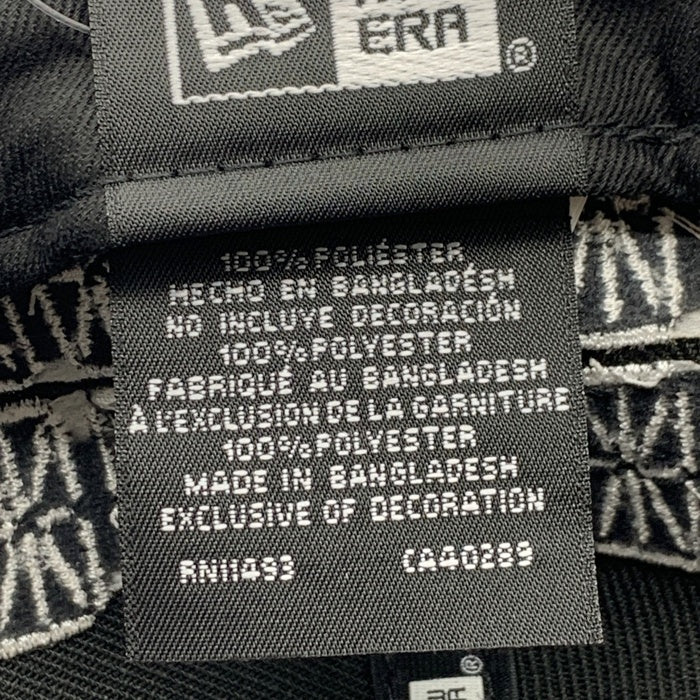 ERA®
100% POLIÉSTER
HECHO EN BANGLADÉSH
NO INCLUYE DECORACIÓN
100% POLYESTER
FABRIQUÉ AU BANGLADESH
À L'EXCLUSION DE LA GARNITURE
100% POLYESTER
MADE IN BANGLADESH
EXCLUSIVE OF DECORATION
RN11493 CA40289